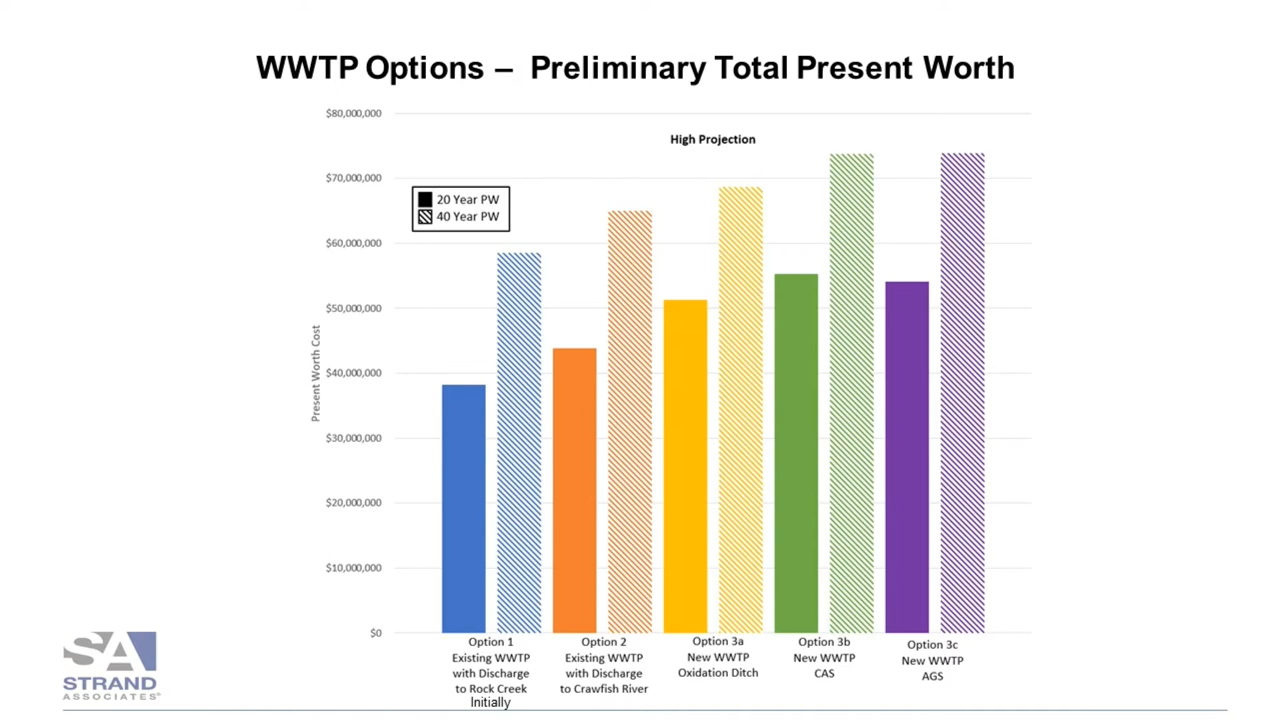 WWTP Options – Preliminary Total Present Worth
$80,000,000
High Projection
$70,000,000
20 Year PW
40 Year PW
$60,000,000
$50,000,000
Present Worth Cost
$40,000,000
$30,000,000
$20,000,000
$10,000,000
$0
Option 1
Existing WWTP
with Discharge
to Rock Creek
Initially
Option 2
Existing WWTP
with Discharge
to Crawfish River
Option 3a
New WWTP
Oxidation Ditch
Option 3b
New WWTP
CAS
Option 3c
New WWTP
AGS
SA
STRAND
ASSOCIATES®